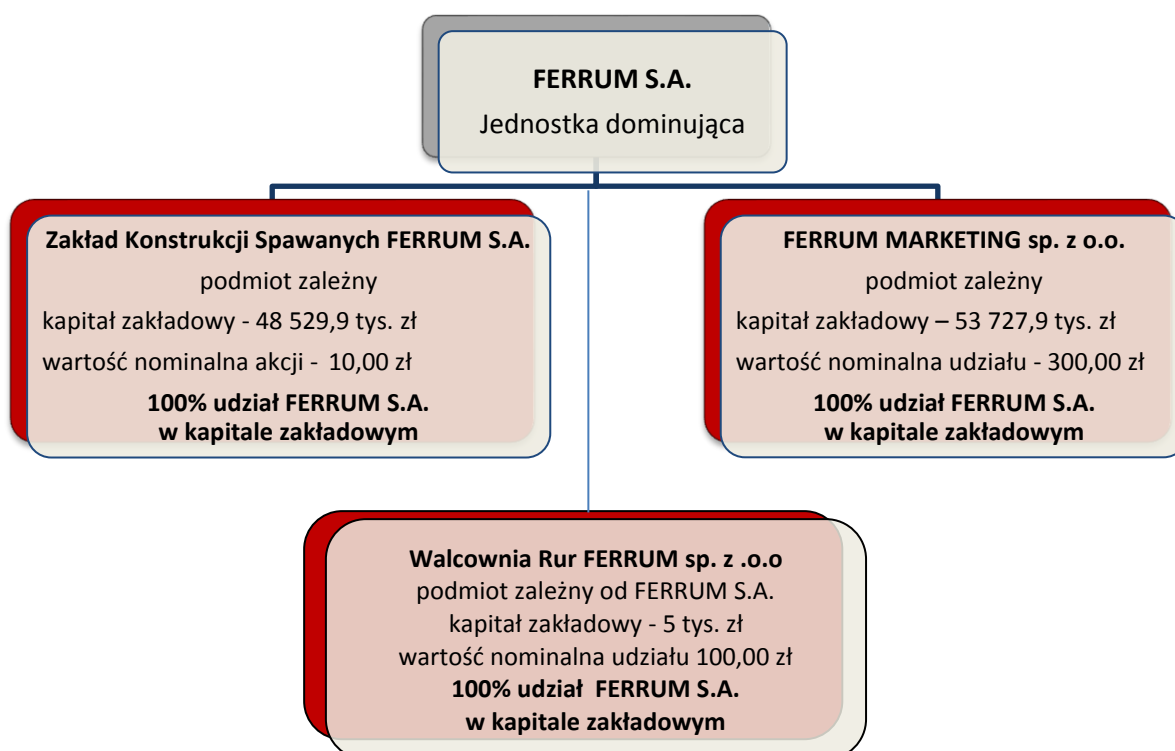 FERRUM S.A.
Jednostka dominująca
Zakład Konstrukcji Spawanych FERRUM S.A.
podmiot zależny
kapitał zakładowy - 48 529,9 tys. zł
wartość nominalna akcji - 10,00 zł
100% udział FERRUM S.A.
w kapitale zakładowym
FERRUM MARKETING sp. z o.o.
podmiot zależny
kapitał zakładowy – 53 727,9 tys. zł
wartość nominalna udziału - 300,00 zł
100% udział FERRUM S.A.
w kapitale zakładowym
Walcownia Rur FERRUM sp. z .o.o
podmiot zależny od FERRUM S.A.
kapitał zakładowy - 5 tys. zł
wartość nominalna udziału 100,00 zł
100% udział FERRUM S.A.
w kapitale zakładowym